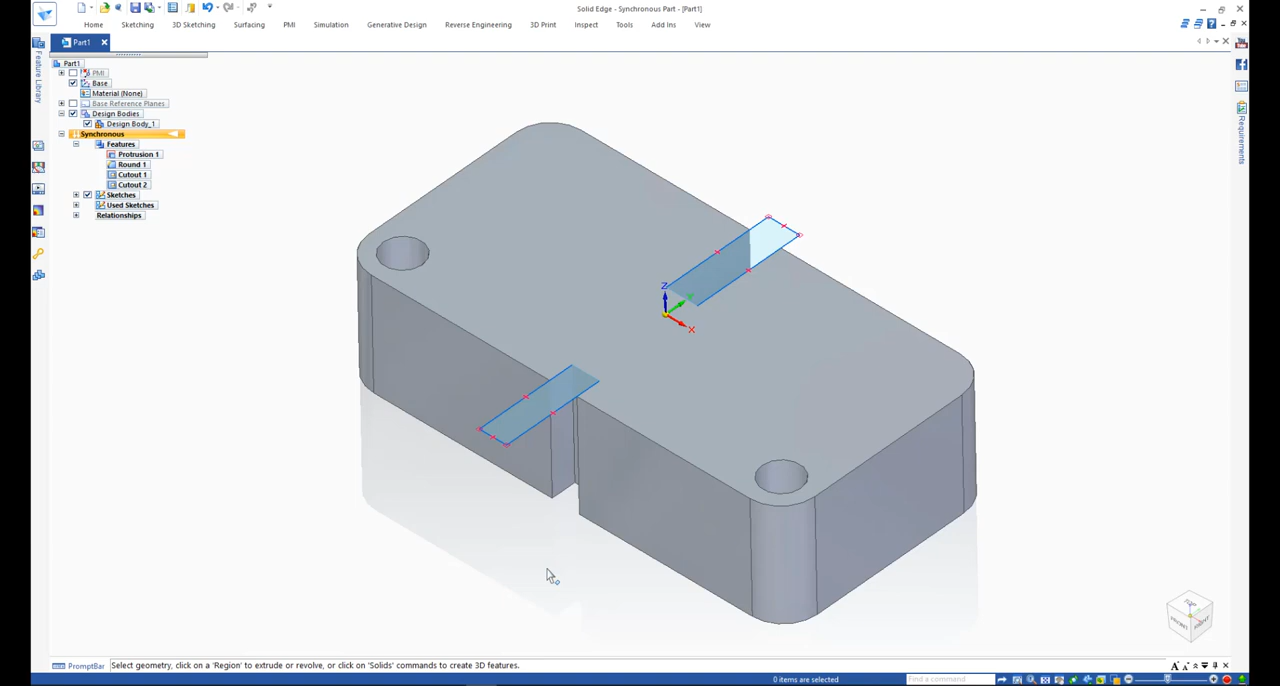 Solid Edge - Synchronous Part - [Part1]
Home Sketching 3D Sketching Surfacing PMI Simulation Generative Design Reverse Engineering 3D Print Inspect Tools Add Ins View
Part1
Feature Library
Part1
PMI
Base
Material (None)
Base Reference Planes
Design Bodies
Design Body_1
Synchronous
Features
Protrusion 1
Round 1
Cutout 1
Cutout 2
Sketches
Used Sketches
Relationships
Requirements
Z
X
FRONT
RIGHT
PromptBar Select geometry, click on a 'Region' to extrude or revolve, or click on 'Solids' commands to create 3D features.
0 items are selected
Find a command